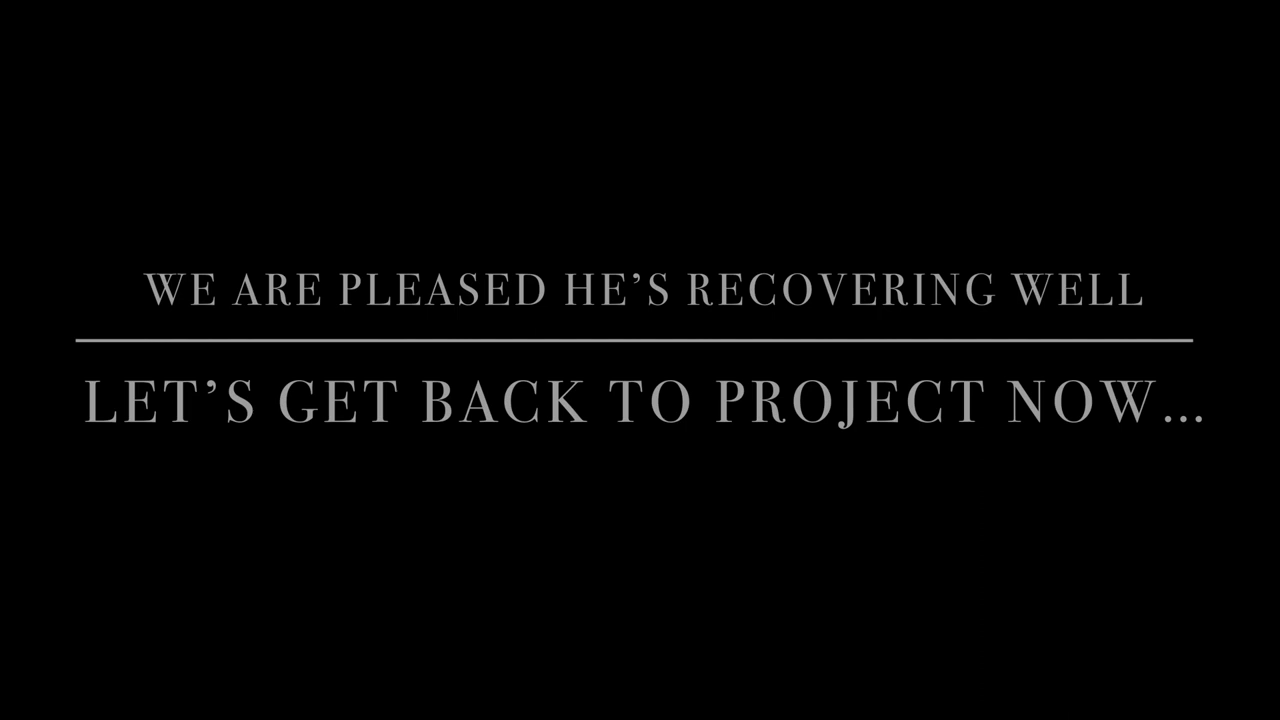 WE ARE PLEASED HE’S RECOVERING WELL
LET’S GET BACK TO PROJECT NOW...